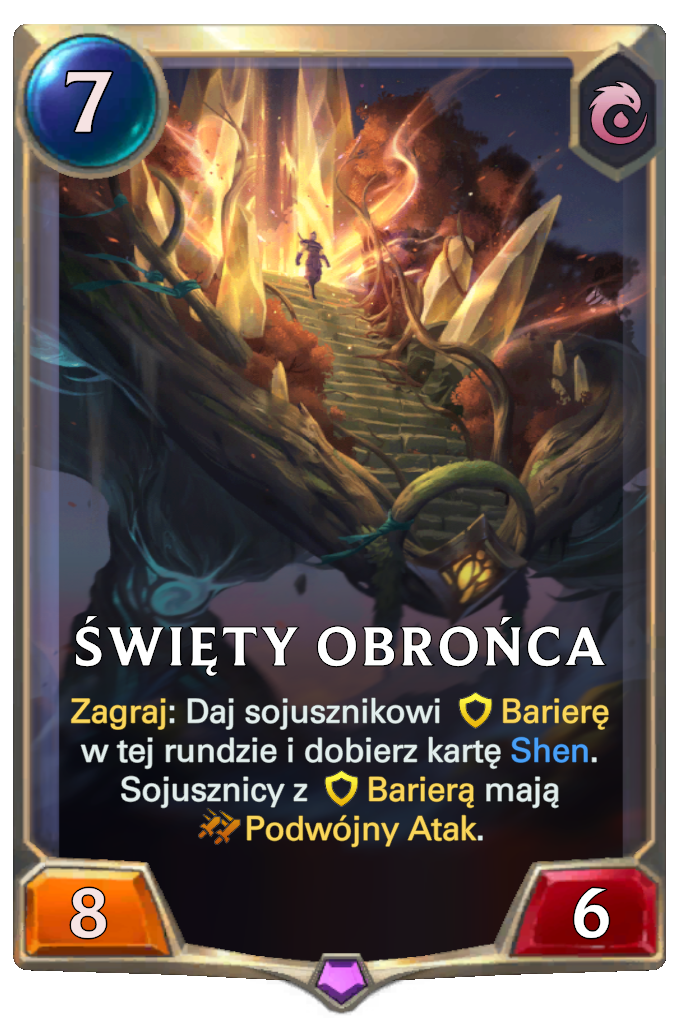 7
ŚWIĘTY OBROŃCA
Zagraj: Daj sojusznikowi Barierę
w tej rundzie i dobierz kartę Shen.
Sojusznicy z Barierą mają
Podwójny Atak.
8
6